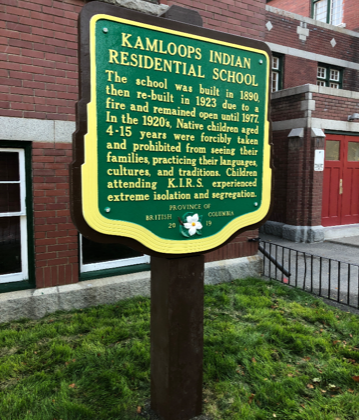 KAMLOOPS INDIAN
RESIDENTIAL SCHOOL
The school was built in 1890,
then re-built in 1923 due to a
fire and remained open until 1977.
In the 1920's, Native children aged
4-15 years were forcibly taken
and prohibited from seeing their
families, practicing their languages,
cultures, and traditions. Children
attending K.I.R.S. experienced
extreme isolation and segregation.
PROVINCE OF
BRITISH COLUMBIA
20 19